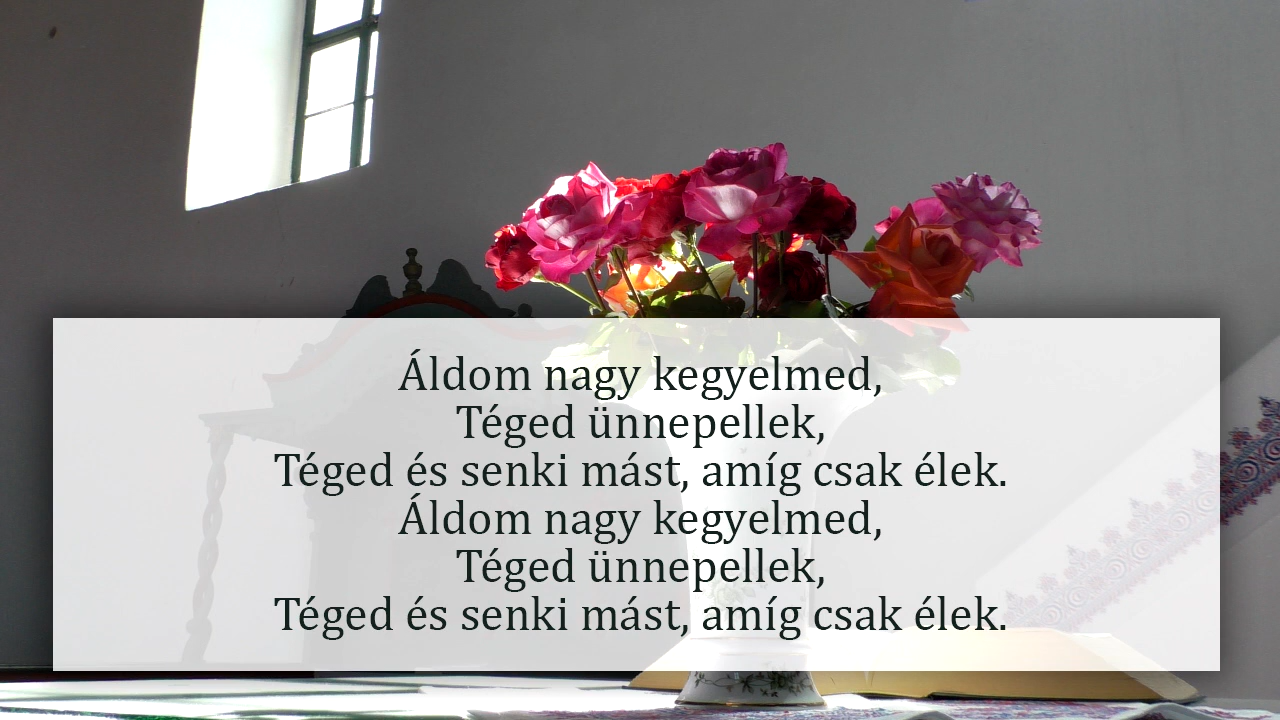 Áldom nagy kegyelmed,
Téged ünnepellek,
Téged és senki mást, amíg csak élek.
Áldom nagy kegyelmed,
Téged ünnepellek,
Téged és senki mást, amíg csak élek.